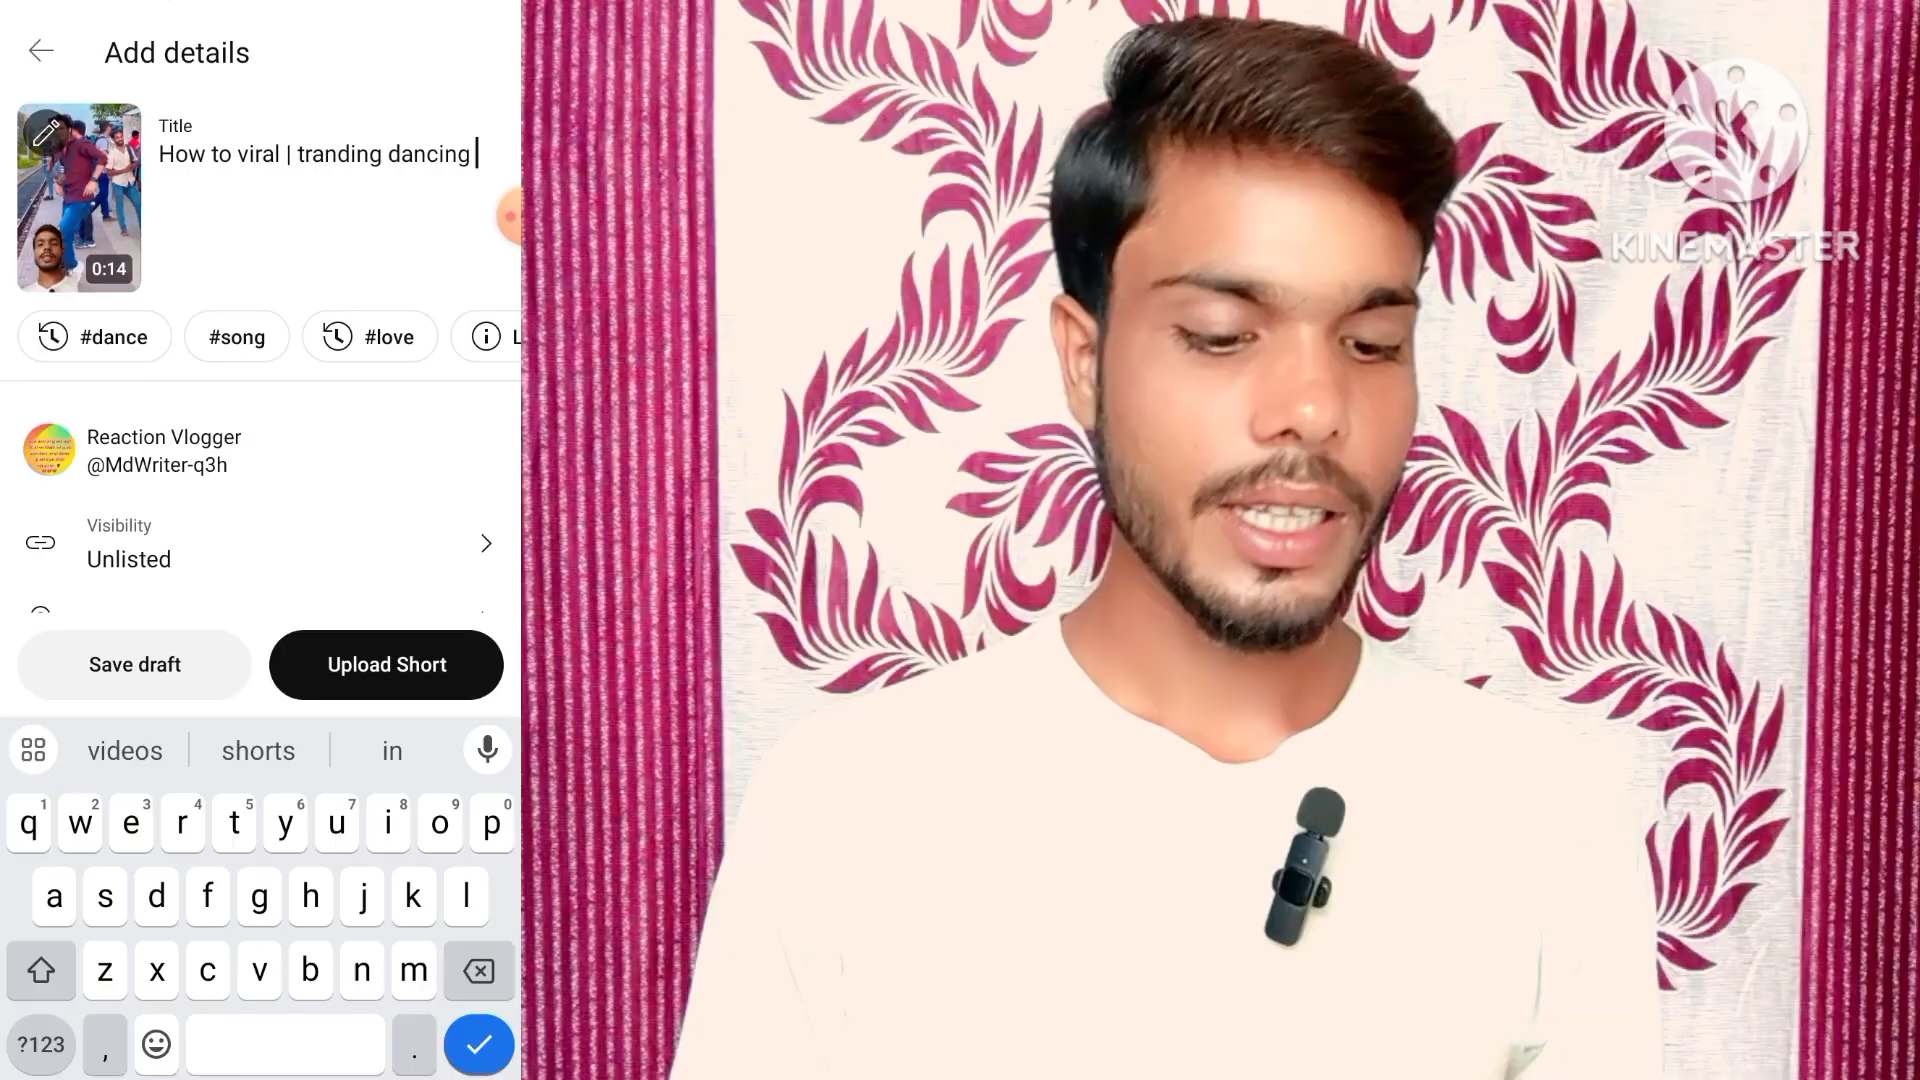 Add details
Title
How to viral | tranding dancing
0:14
#dance
#song
#love
L
Reaction Vlogger
@MdWriter-q3h
Visibility
Unlisted
Save draft
Upload Short
videos
shorts
in
1 2 3 4 5 6 7 8 9 0
q w e r t y u i o p
a s d f g h j k l
z x c v b n m
?123 , .
K
KINEMASTER